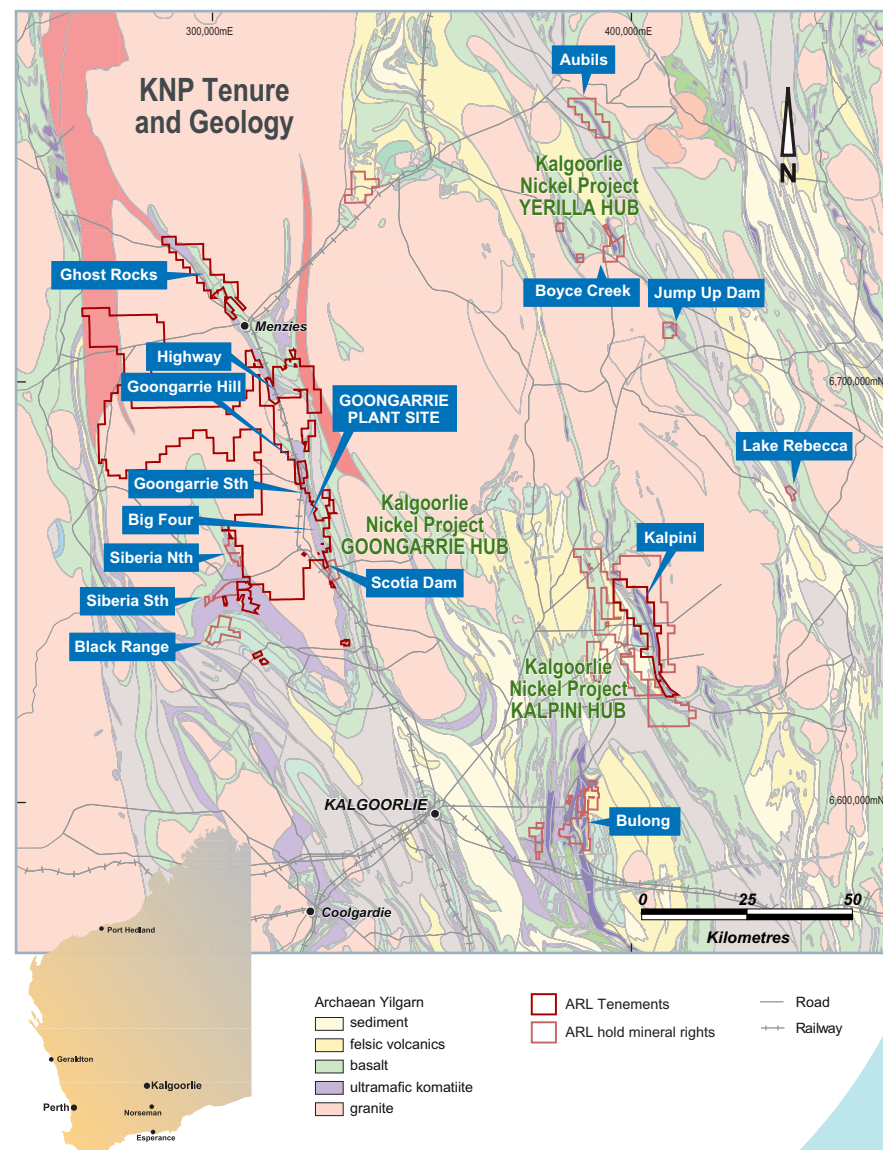 300,000mE
400,000mE
KNP Tenure
and Geology
Aubils
N
Kalgoorlie
Nickel Project
YERILLA HUB
Ghost Rocks
Boyce Creek
Jump Up Dam
Menzies
Highway
Goongarrie Hill
GOONGARRIE
PLANT SITE
6,700,000mN
Lake Rebecca
Goongarrie Sth
Big Four
Kalgoorlie
Nickel Project
GOONGARRIE HUB
Kalpini
Siberia Nth
Scotia Dam
Siberia Sth
Black Range
Kalgoorlie
Nickel Project
KALPINI HUB
KALGOORLIE
6,600,000mN
Bulong
Coolgardie
0 25 50
Kilometres
Port Hedland
Geraldton
Kalgoorlie
Perth
Norseman
Esperance
Archaean Yilgarn
sediment
felsic volcanics
basalt
ultramafic komatiite
granite
ARL Tenements
ARL hold mineral rights
Road
Railway